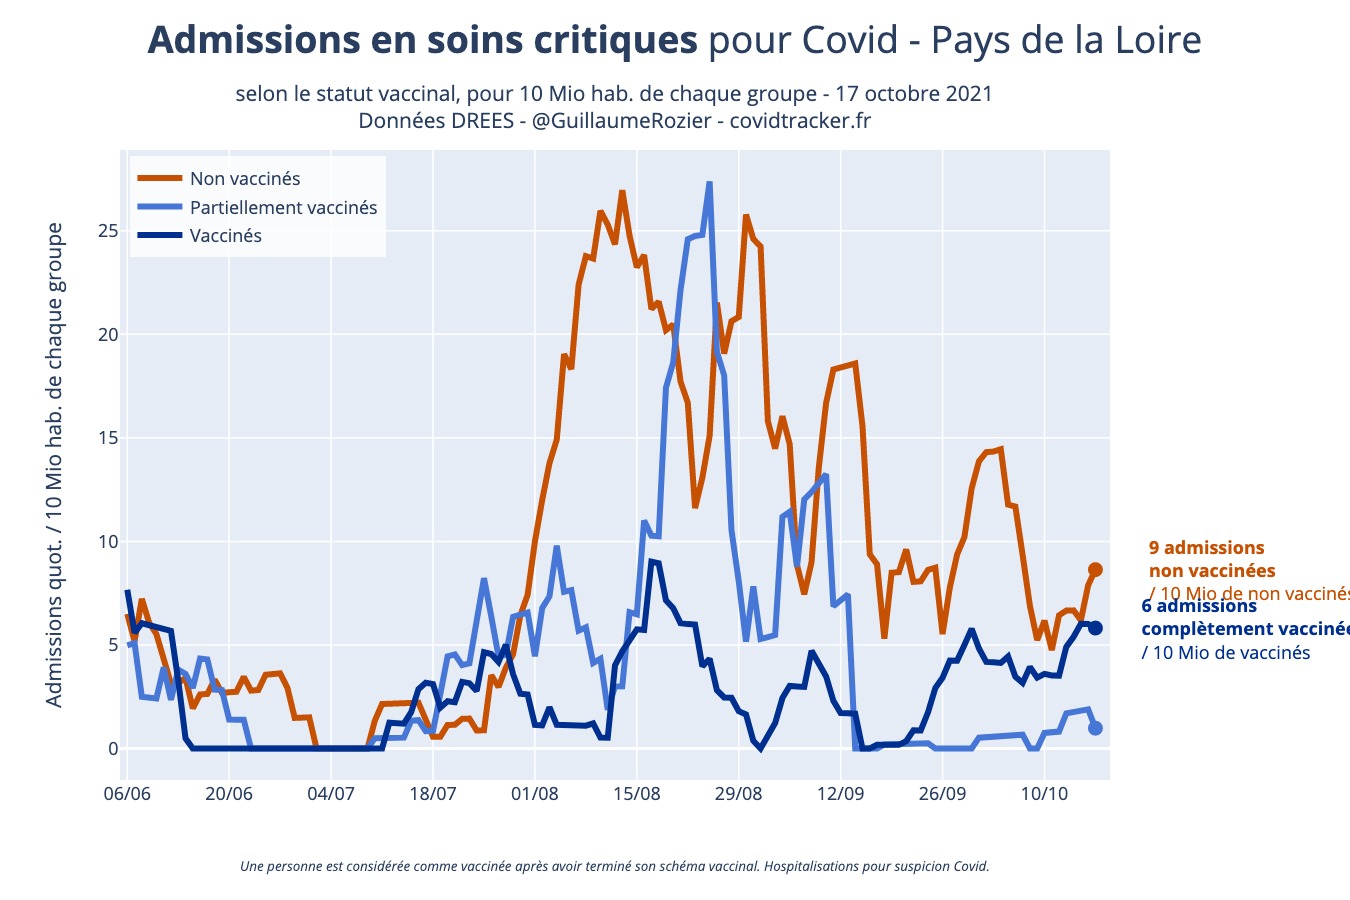 Admissions en soins critiques pour Covid - Pays de la Loire
selon le statut vaccinal, pour 10 Mio hab. de chaque groupe - 17 octobre 2021
Données DREES - @GuillaumeRozier - covidtracker.fr
Non vaccinés
Partiellement vaccinés
Vaccinés
Admissions quot. / 10 Mio hab. de chaque groupe
25
20
15
10
5
0
06/06 20/06 04/07 18/07 01/08 15/08 29/08 12/09 26/09 10/10
9 admissions
non vaccinées
/ 10 Mio de non vaccinés
6 admissions
complètement vaccinée
/ 10 Mio de vaccinés
Une personne est considérée comme vaccinée après avoir terminé son schéma vaccinal. Hospitalisations pour suspicion Covid.